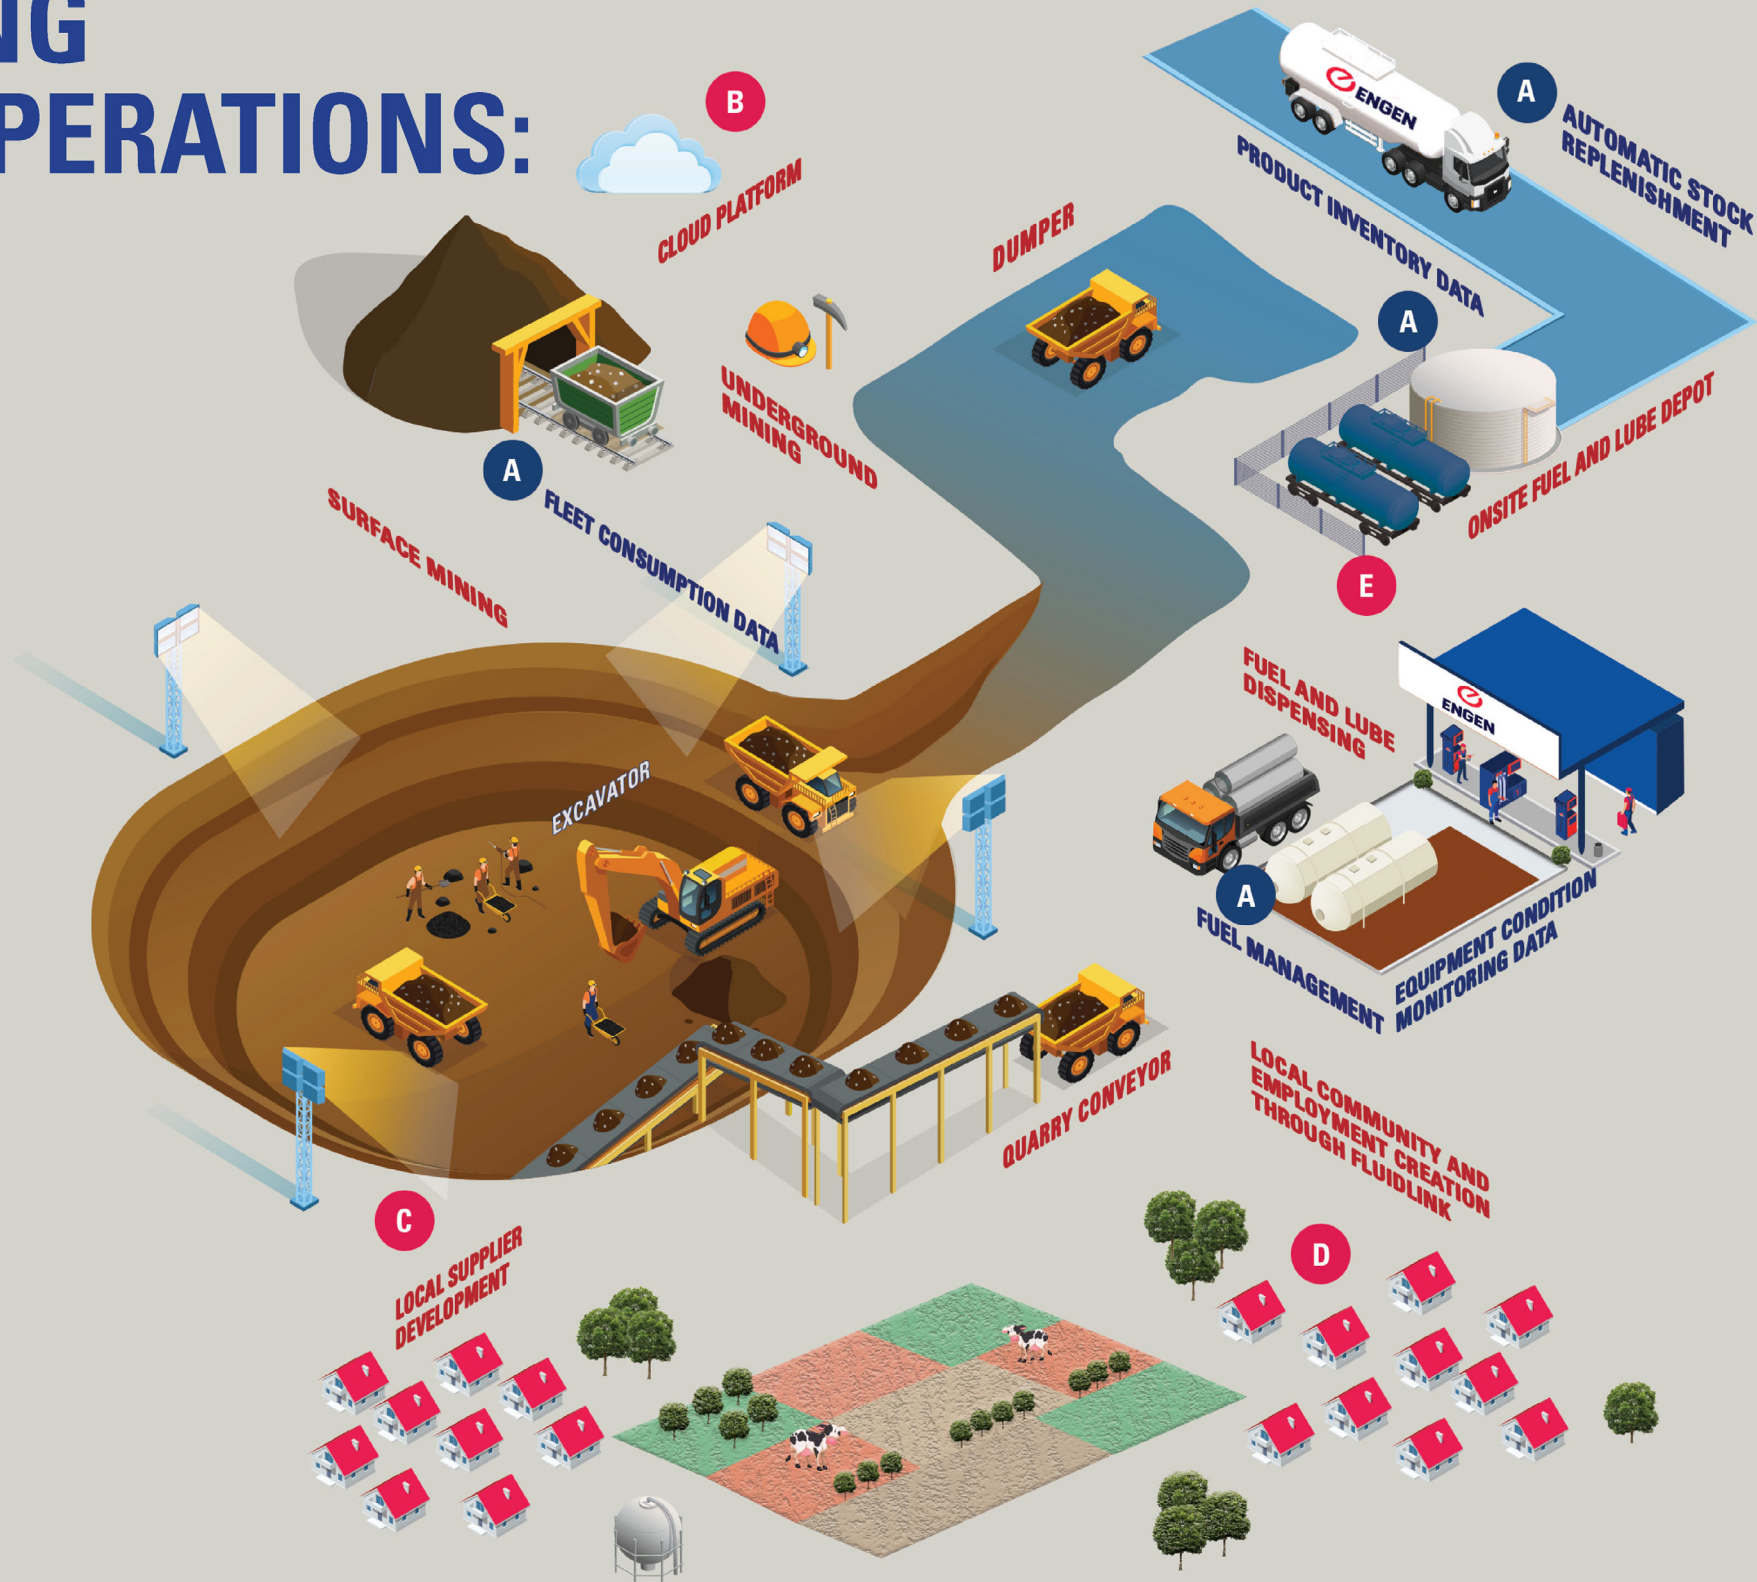 NG
PERATIONS:
B
CLOUD PLATFORM
DUMPER
ENGEN
A
AUTOMATIC STOCK
REPLENISHMENT
PRODUCT INVENTORY DATA
A
UNDERGROUND
MINING
ONSITE FUEL AND LUBE DEPOT
A
FLEET CONSUMPTION DATA
SURFACE MINING
E
FUEL AND LUBE
DISPENSING
ENGEN
EXCAVATOR
A
FUEL MANAGEMENT
EQUIPMENT CONDITION
MONITORING DATA
QUARRY CONVEYOR
LOCAL COMMUNITY AND
EMPLOYMENT CREATION
THROUGH FLUIDLINK
C
LOCAL SUPPLIER
DEVELOPMENT
D